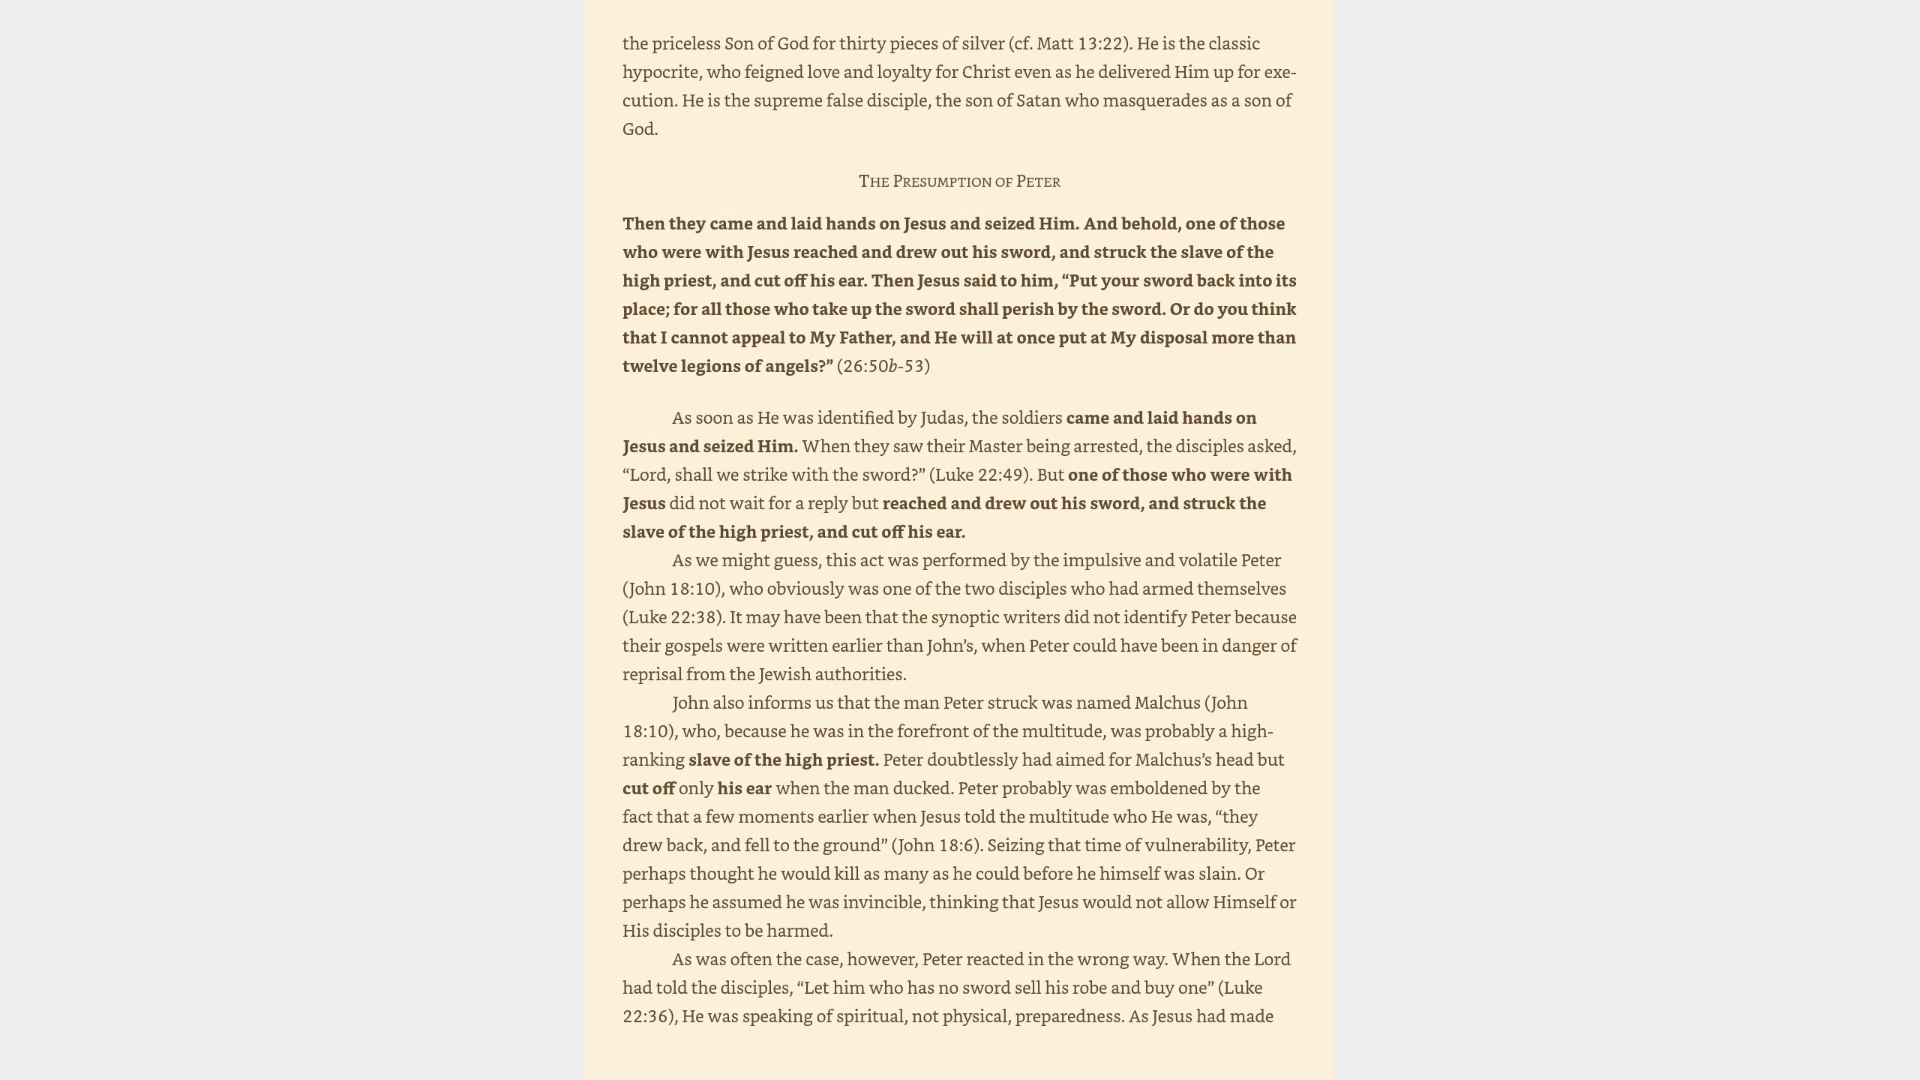 the priceless Son of God for thirty pieces of silver (cf. Matt 13:22). He is the classic
hypocrite, who feigned love and loyalty for Christ even as he delivered Him up for exe-
cution. He is the supreme false disciple, the son of Satan who masquerades as a son of
God.
The Presumption of Peter
Then they came and laid hands on Jesus and seized Him. And behold, one of those
who were with Jesus reached and drew out his sword, and struck the slave of the
high priest, and cut off his ear. Then Jesus said to him, “Put your sword back into its
place; for all those who take up the sword shall perish by the sword. Or do you think
that I cannot appeal to My Father, and He will at once put at My disposal more than
twelve legions of angels?” (26:50b-53)
As soon as He was identified by Judas, the soldiers came and laid hands on
Jesus and seized Him. When they saw their Master being arrested, the disciples asked,
“Lord, shall we strike with the sword?” (Luke 22:49). But one of those who were with
Jesus did not wait for a reply but reached and drew out his sword, and struck the
slave of the high priest, and cut off his ear.
As we might guess, this act was performed by the impulsive and volatile Peter
(John 18:10), who obviously was one of the two disciples who had armed themselves
(Luke 22:38). It may have been that the synoptic writers did not identify Peter because
their gospels were written earlier than John’s, when Peter could have been in danger of
reprisal from the Jewish authorities.
John also informs us that the man Peter struck was named Malchus (John
18:10), who, because he was in the forefront of the multitude, was probably a high-
ranking slave of the high priest. Peter doubtlessly had aimed for Malchus’s head but
cut off only his ear when the man ducked. Peter probably was emboldened by the
fact that a few moments earlier when Jesus told the multitude who He was, “they
drew back, and fell to the ground” (John 18:6). Seizing that time of vulnerability, Peter
perhaps thought he would kill as many as he could before he himself was slain. Or
perhaps he assumed he was invincible, thinking that Jesus would not allow Himself or
His disciples to be harmed.
As was often the case, however, Peter reacted in the wrong way. When the Lord
had told the disciples, “Let him who has no sword sell his robe and buy one” (Luke
22:36), He was speaking of spiritual, not physical, preparedness. As Jesus had made